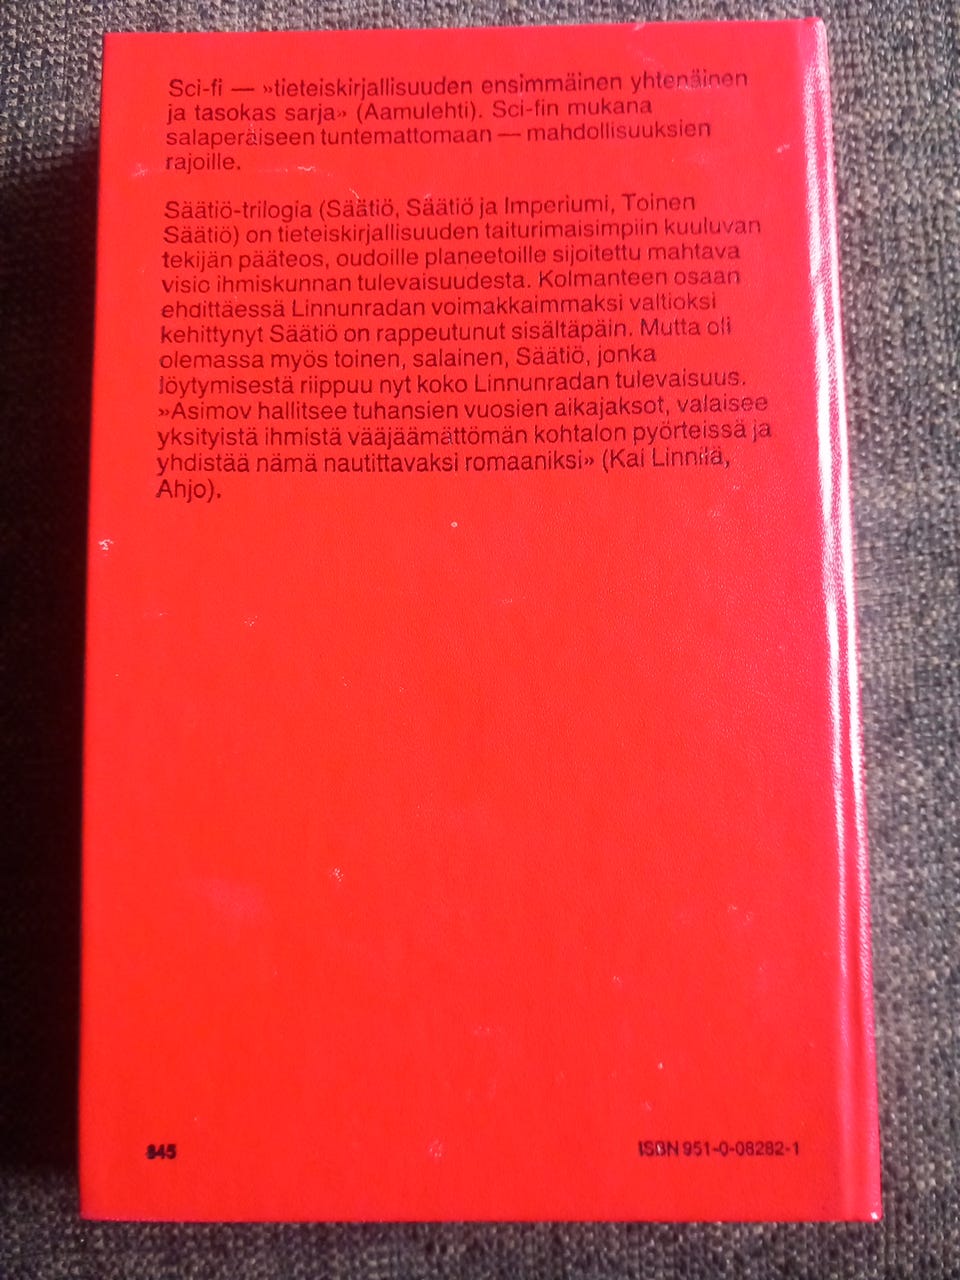 Sci-fi — »tieteiskirjallisuuden ensimmäinen yhtenäinen
ja tasokas sarja» (Aamulehti). Sci-fin mukana
salaperäiseen tuntemattomaan — mahdollisuuksien
rajoille.
Säätiö-trilogia (Säätiö, Säätiö ja Imperiumi, Toinen
Säätiö) on tieteiskirjallisuuden taiturimaisimpiin kuuluvan
tekijän pääteos, oudoille planeetoille sijoitettu mahtava
visio ihmiskunnan tulevaisuudesta. Kolmanteen osaan
ehdittäessä Linnunradan voimakkaimmaksi valtioksi
kehittynyt Säätiö on rappeutunut sisältäpäin. Mutta oli
olemassa myös toinen, salainen, Säätiö, jonka
löytymisestä riippuu nyt koko Linnunradan tulevaisuus.
»Asimov hallitsee tuhansien vuosien aikajaksot, valaisee
yksityistä ihmistä vääjäämättömän kohtalon pyörteissä ja
yhdistää nämä nautittavaksi romaaniksi» (Kai Linnilä,
Ahjo).
845
ISBN 951-0-08282-1